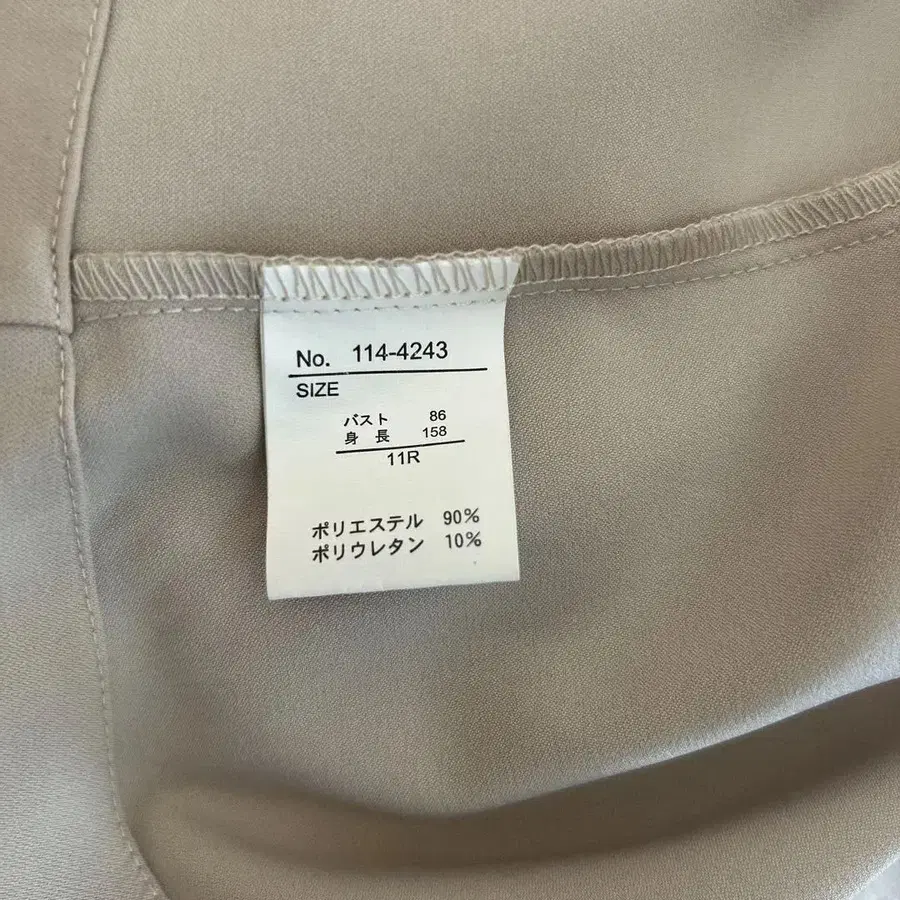 No. 114-4243
SIZE
バスト 86
身 長 158
11R
ポリエステル 90%
ポリウレタン 10%